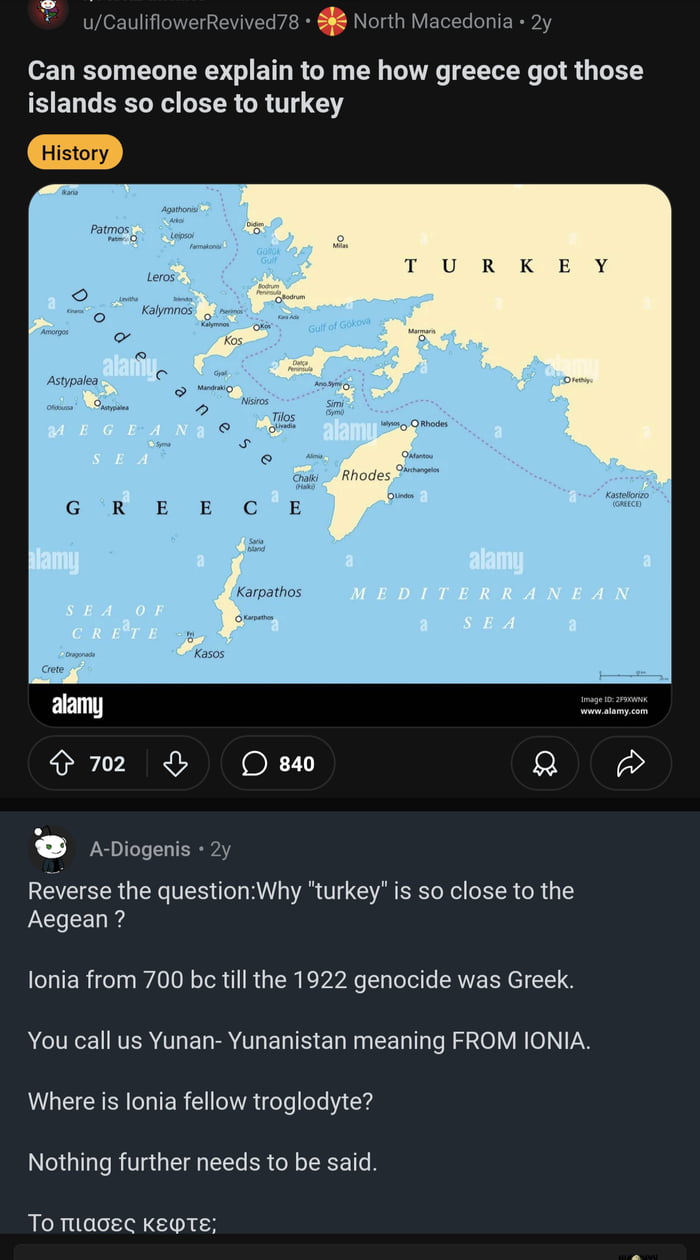 u/CauliflowerRevived78 • North Macedonia • 2y
Can someone explain to me how greece got those
islands so close to turkey
History
Ikaria
Agathonisi
Arkoi
Patmos
Patmos
Leipsoi
Farmakonisi
Didim
Milas
Güllük
Gulf
TURKEY
Leros
Bodrum
Peninsula
Bodrum
Levitha
Telendos
Kinaros
Kalymnos
Pserimos
Kalymnos
Kara Ada
Kos
Gulf of Gökova
Marmaris
Amorgos
Kos
Dodecanese
Datça
Peninsula
Gyali
Astypalea
Mandraki
Ano Symi
Fethiye
Ofidoussa
Astypalea
Nisiros
Simi
(Symi)
Tilos
Livadia
Ialysos
Rhodes
AEGEAN
SEA
Syrna
Alimia
Afantou
Archangelos
Chalki
(Halki)
Rhodes
Lindos
Kastellorizo
(GREECE)
GREECE
Saria
Island
Karpathos
MEDITERRANEAN
SEA
SEA OF
CRETE
Karpathos
Fri
Kasos
Dragonada
Crete
alamy
alamy
alamy
alamy
alamy
alamy
Image ID: 2F9XWNK
www.alamy.com
702
840
A-Diogenis • 2y
Reverse the question:Why "turkey" is so close to the
Aegean ?
Ionia from 700 bc till the 1922 genocide was Greek.
You call us Yunan- Yunanistan meaning FROM IONIA.
Where is Ionia fellow troglodyte?
Nothing further needs to be said.
Το πιασες κεφτε;